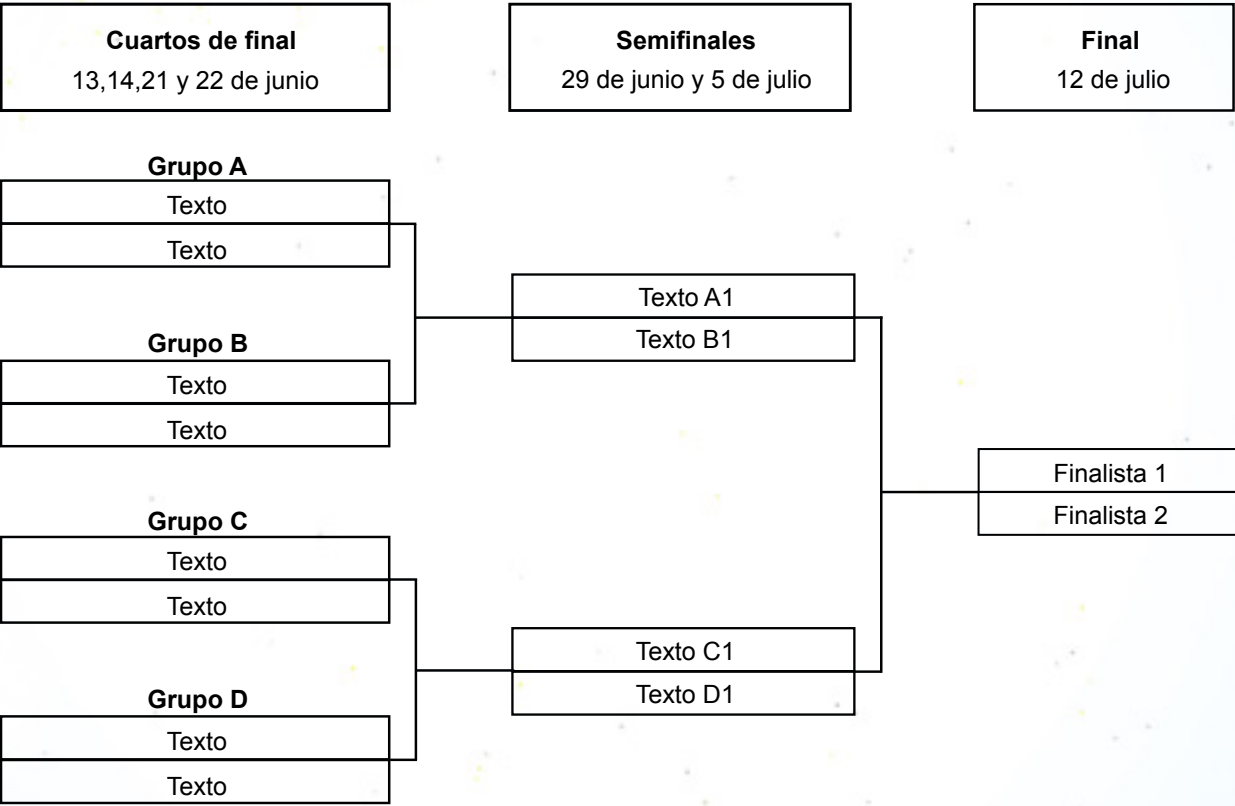 Cuartos de final
13,14,21 y 22 de junio
Semifinales
29 de junio y 5 de julio
Final
12 de julio
Grupo A
Texto
Texto
Grupo B
Texto
Texto
Grupo C
Texto
Texto
Grupo D
Texto
Texto
Texto A1
Texto B1
Texto C1
Texto D1
Finalista 1
Finalista 2